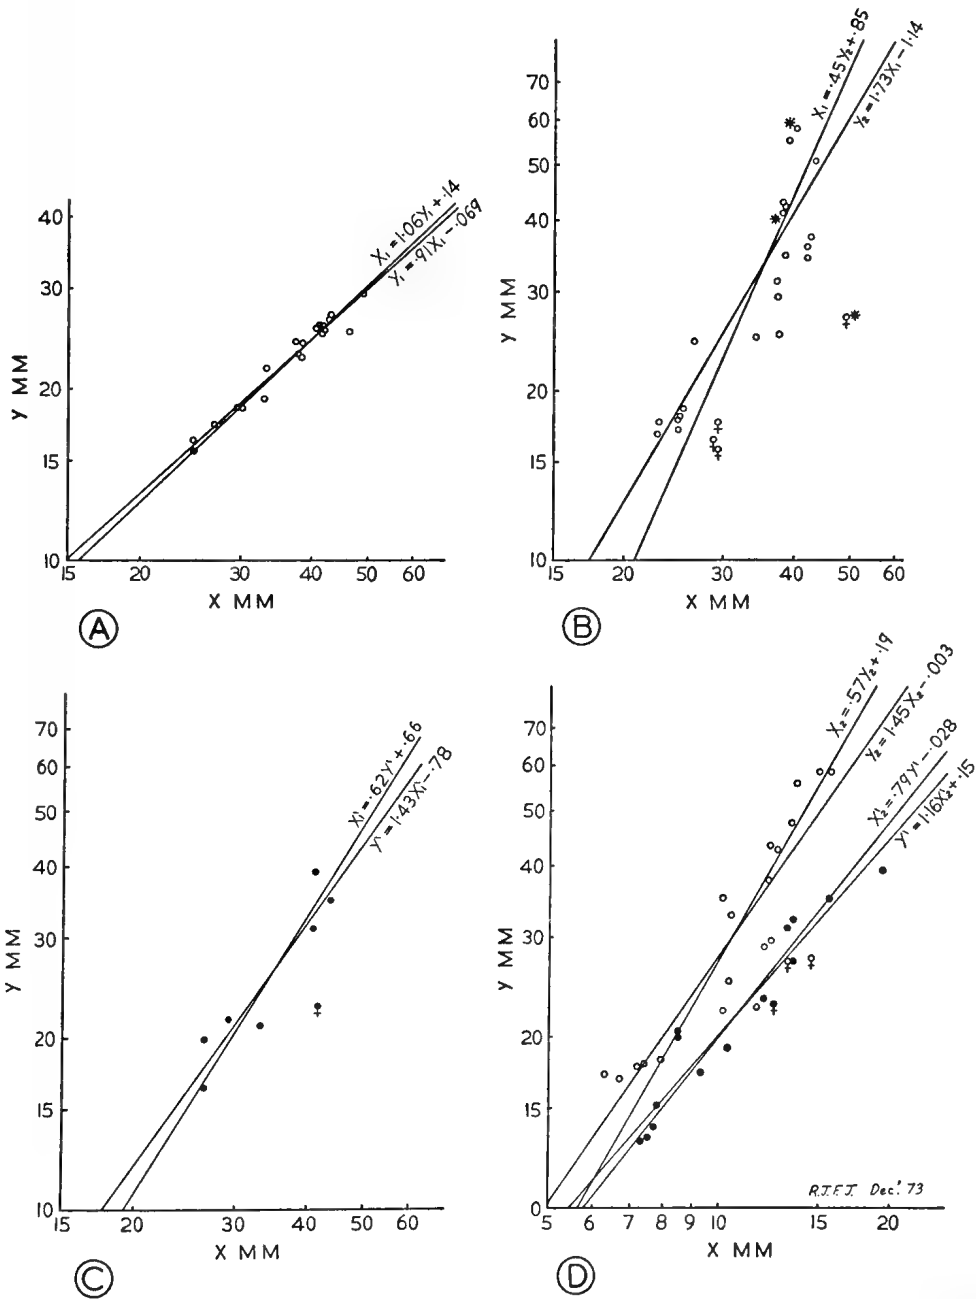 X₁ = 1·06Y₁ + ·14
Y₁ = ·91X₁ − ·069
40
30
20
15
10
y MM
15 20 30 40 50 60
X MM
A
X₁ = ·45Y₂ + ·85
Y₂ = 1·73X₁ − 1·14
70
60
50
40
30
20
15
10
y MM
15 20 30 40 50 60
X MM
B
X₁' = ·62Y' + ·66
Y' = 1·43X₁' − ·78
70
60
50
40
30
20
15
10
y MM
15 20 30 40 50 60
X MM
C
X₂ = ·57Y₂ + ·19
Y₂ = 1·45X₂ − ·003
X₂' = ·79Y' − ·028
Y' = 1·16X₂' + ·15
70
60
50
40
30
20
15
0
y MM
5 6 7 8 9 10 15 20
X MM
D
R.J.F.J. Dec! '73